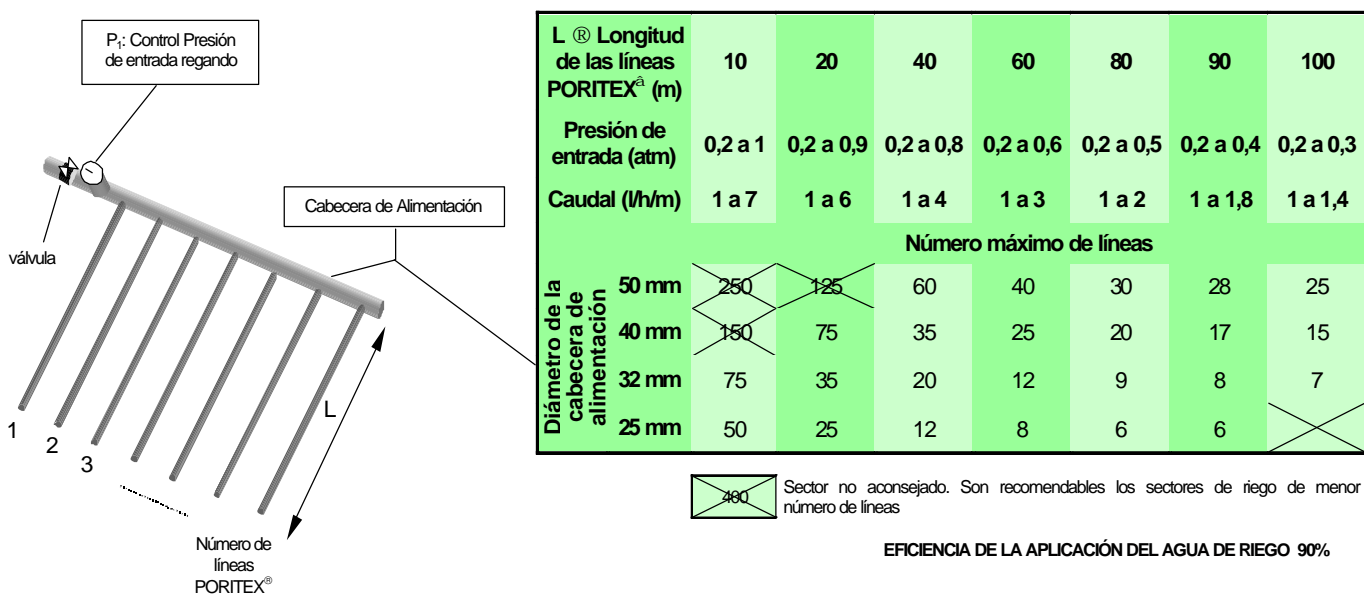 P₁: Control Presión
de entrada regando
válvula
Cabecera de Alimentación
L
1
2
3
Número de
líneas
PORITEX®
L ® Longitud
de las líneas
PORITEXâ (m)
10 20 40 60 80 90 100
Presión de
entrada (atm)
0,2 a 1 0,2 a 0,9 0,2 a 0,8 0,2 a 0,6 0,2 a 0,5 0,2 a 0,4 0,2 a 0,3
Caudal (l/h/m) 1 a 7 1 a 6 1 a 4 1 a 3 1 a 2 1 a 1,8 1 a 1,4
Número máximo de líneas
Diámetro de la
cabecera de
alimentación
50 mm 250 125 60 40 30 28 25
40 mm 150 75 35 25 20 17 15
32 mm 75 35 20 12 9 8 7
25 mm 50 25 12 8 6 6
400 Sector no aconsejado. Son recomendables los sectores de riego de menor
número de líneas
EFICIENCIA DE LA APLICACIÓN DEL AGUA DE RIEGO 90%